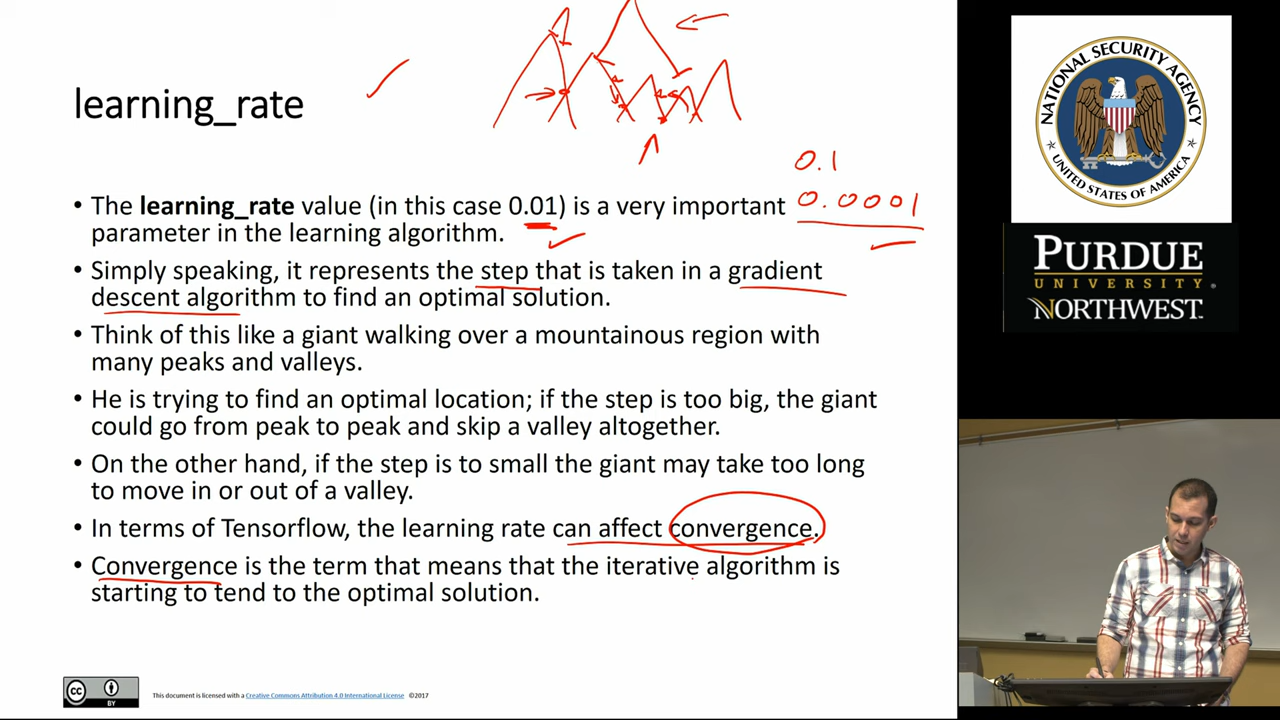 learning_rate
0.1
0.0001
• The learning_rate value (in this case 0.01) is a very important
parameter in the learning algorithm.
• Simply speaking, it represents the step that is taken in a gradient
descent algorithm to find an optimal solution.
• Think of this like a giant walking over a mountainous region with
many peaks and valleys.
• He is trying to find an optimal location; if the step is too big, the giant
could go from peak to peak and skip a valley altogether.
• On the other hand, if the step is to small the giant may take too long
to move in or out of a valley.
• In terms of Tensorflow, the learning rate can affect convergence.
• Convergence is the term that means that the iterative algorithm is
starting to tend to the optimal solution.
cc
BY
This document is licensed with a Creative Commons Attribution 4.0 International License ©2017
NATIONAL SECURITY AGENCY
UNITED STATES OF AMERICA
PURDUE
UNIVERSITY
NORTHWEST